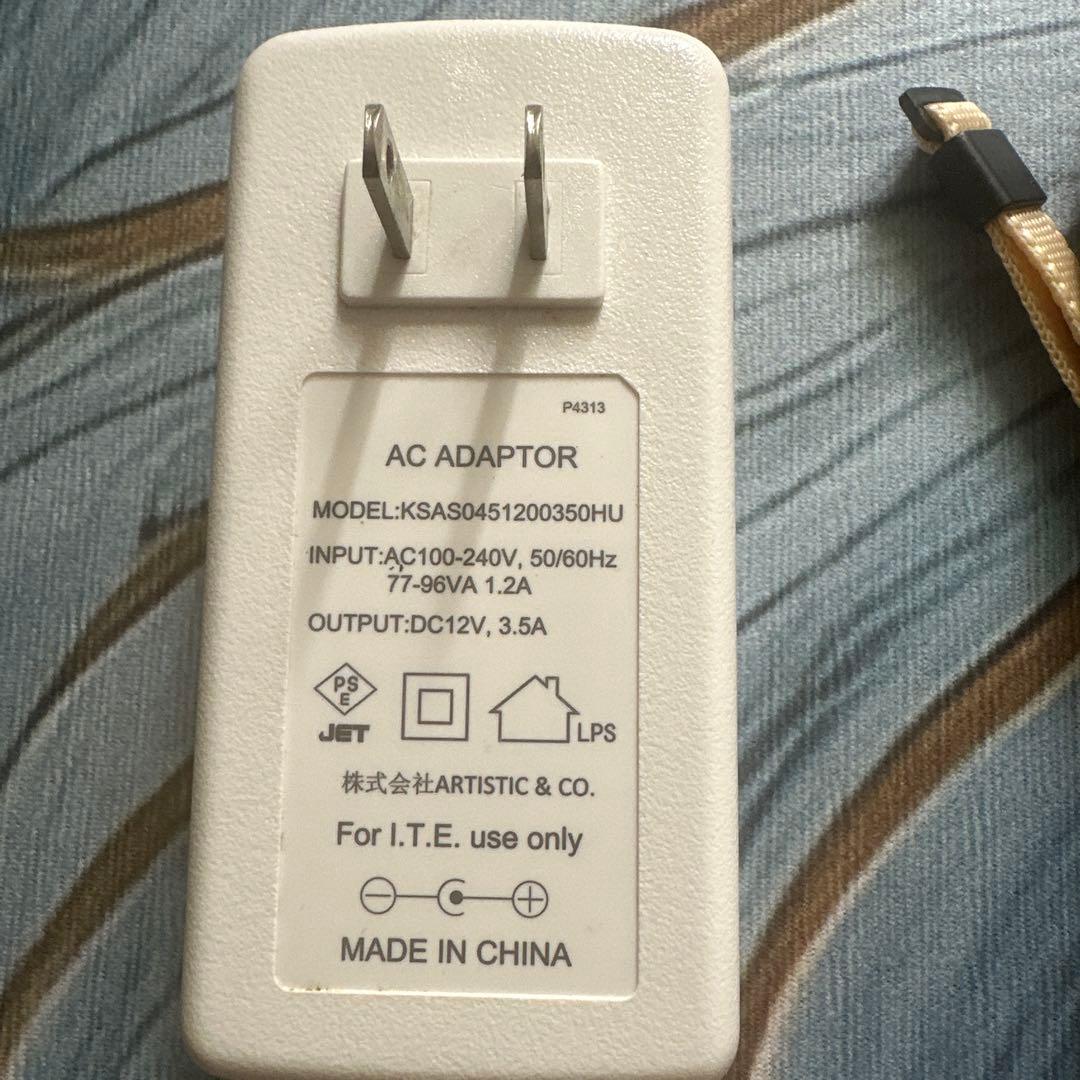 P4313
AC ADAPTOR
MODEL:KSAS0451200350HU
INPUT:AC100-240V, 50/60Hz
77-96VA 1.2A
OUTPUT:DC12V, 3.5A
PS
E
JET
LPS
株式会社ARTISTIC & CO.
For I.T.E. use only
MADE IN CHINA